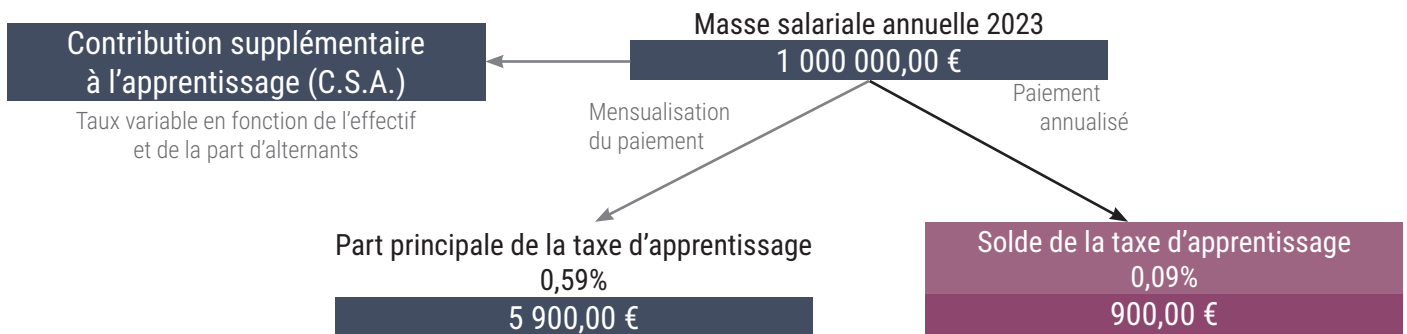 Masse salariale annuelle 2023
1 000 000,00 €
Contribution supplémentaire
à l’apprentissage (C.S.A.)
Taux variable en fonction de l’effectif
et de la part d’alternants
Mensualisation
du paiement
Paiement
annualisé
Part principale de la taxe d’apprentissage
0,59%
5 900,00 €
Solde de la taxe d’apprentissage
0,09%
900,00 €